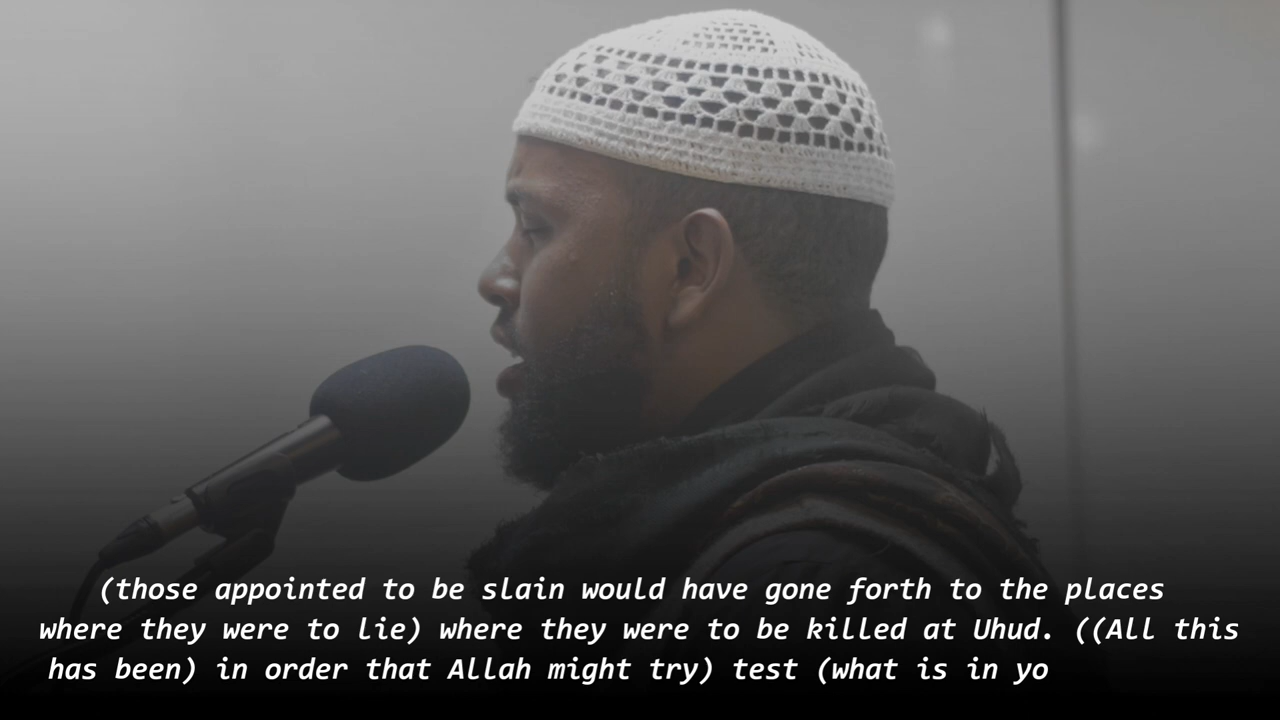 (those appointed to be slain would have gone forth to the places
where they were to lie) where they were to be killed at Uhud. ((All this
has been) in order that Allah might try) test (what is in yo